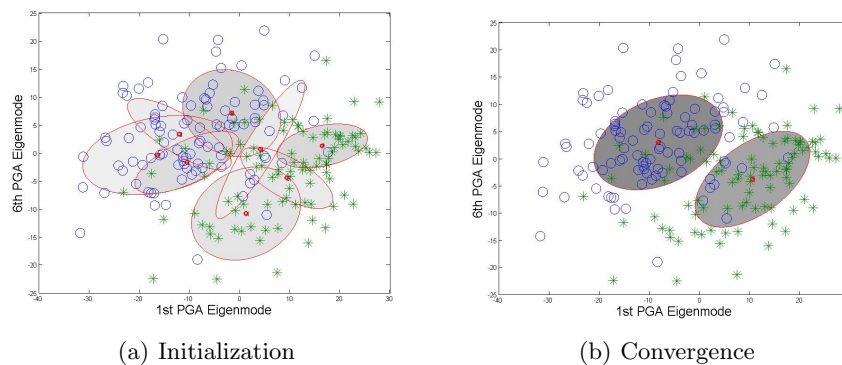 25
20
15
10
5
0
-5
-10
-15
-20
-25
6th PGA Eigenmode
-40 -30 -20 -10 0 10 20 30
1st PGA Eigenmode
(a) Initialization
25
20
15
10
5
0
-5
-10
-15
-20
-25
6th PGA Eigenmode
-40 -30 -20 -10 0 10 20
1st PGA Eigenmode
(b) Convergence